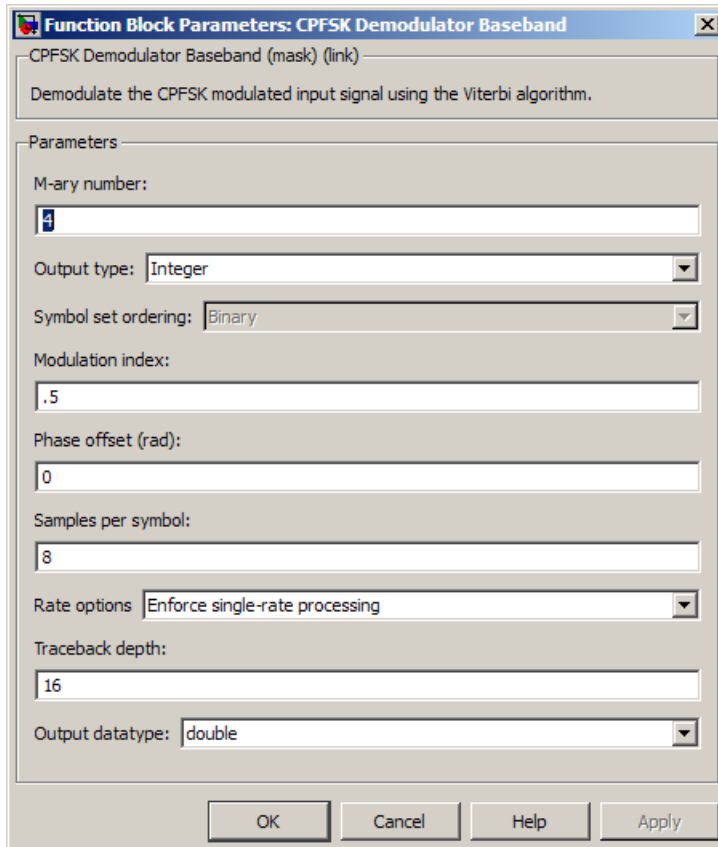 Function Block Parameters: CPFSK Demodulator Baseband
CPFSK Demodulator Baseband (mask) (link)
Demodulate the CPFSK modulated input signal using the Viterbi algorithm.
Parameters
M-ary number:
4
Output type: Integer
Symbol set ordering: Binary
Modulation index:
.5
Phase offset (rad):
0
Samples per symbol:
8
Rate options Enforce single-rate processing
Traceback depth:
16
Output datatype: double
OK Cancel Help Apply